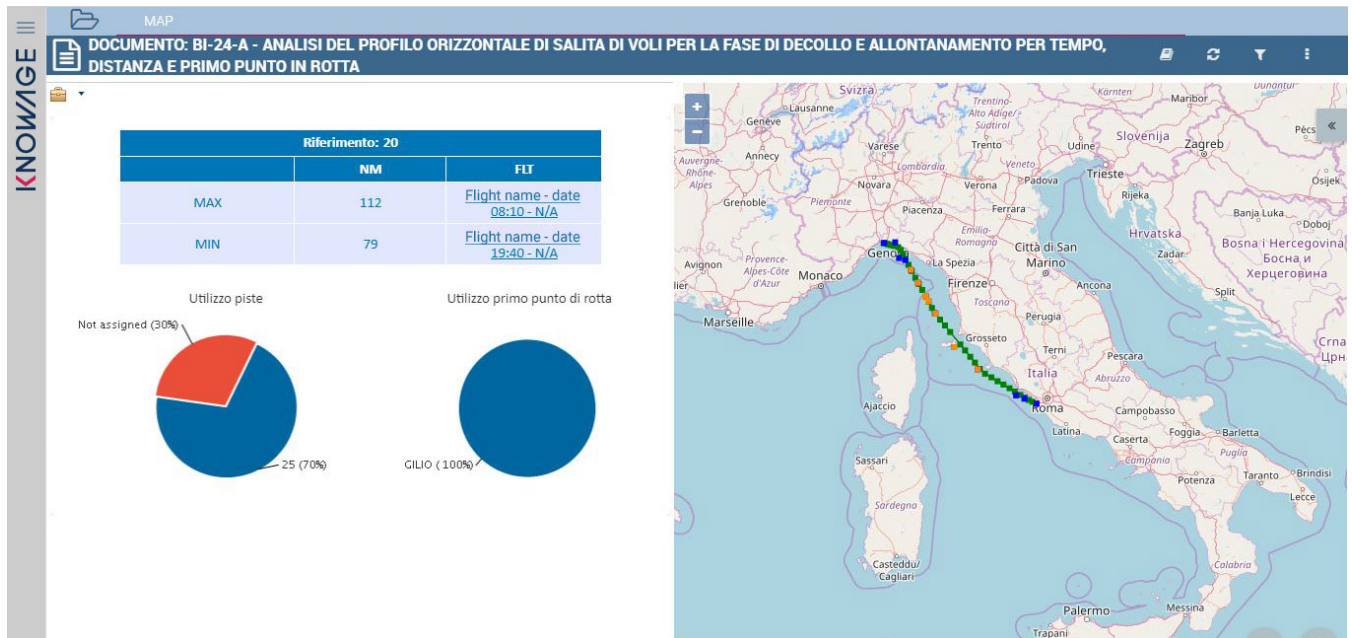 KNOWAGE
MAP
DOCUMENTO: BI-24-A - ANALISI DEL PROFILO ORIZZONTALE DI SALITA DI VOLI PER LA FASE DI DECOLLO E ALLONTANAMENTO PER TEMPO,
DISTANZA E PRIMO PUNTO IN ROTTA
Riferimento: 20
NM FLT
MAX 112 Flight name - date
08:10 - N/A
MIN 79 Flight name - date
19:40 - N/A
Utilizzo piste
Not assigned (30%)
25 (70%)
Utilizzo primo punto di rotta
GILIO (100%)
+
−
«
Svizra
Lausanne
Genève
Annecy
Auvergne-
Rhône-
Alpes
Grenoble
Varese
Lombardia
Novara
Piemonte
Piacenza
Trentino-
Alto Adige/
Südtirol
Trento
Verona
Veneto
Padova
Ferrara
Emilia-
Romagna
Udine
Trieste
Kärnten
Maribor
Slovenija
Zagreb
Dunántúl
Pécs
Osijek
Rijeka
Banja Luka
Doboj
Hrvatska
Bosna i Hercegovina
Босна и
Херцеговина
Zadar
Split
Crna
Avignon
Provence-
Alpes-Côte
d'Azur
Monaco
Marseille
La Spezia
Firenze
Toscana
Città di San
Marino
Ancona
Perugia
Grosseto
Terni
Pescara
Italia
Abruzzo
Roma
Latina
Campobasso
Caserta
Campania
Foggia
Barletta
Puglia
Potenza
Taranto
Brindisi
Lecce
Ajaccio
Sassari
Sardegna
Casteddu/
Cagliari
Calabria
Palermo
Messina
Trapani